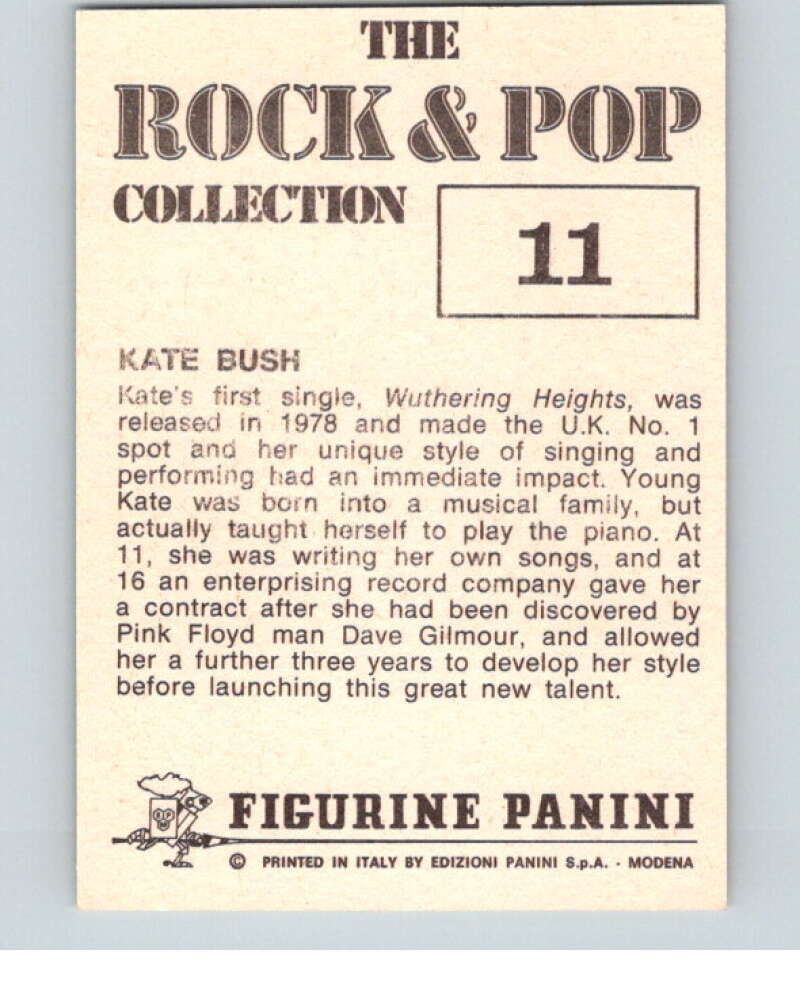 THE
ROCK & POP
COLLECTION
11
KATE BUSH
Kate's first single, Wuthering Heights, was
released in 1978 and made the U.K. No. 1
spot and her unique style of singing and
performing had an immediate impact. Young
Kate was born into a musical family, but
actually taught herself to play the piano. At
11, she was writing her own songs, and at
16 an enterprising record company gave her
a contract after she had been discovered by
Pink Floyd man Dave Gilmour, and allowed
her a further three years to develop her style
before launching this great new talent.
FIGURINE PANINI
© PRINTED IN ITALY BY EDIZIONI PANINI S.p.A. - MODENA